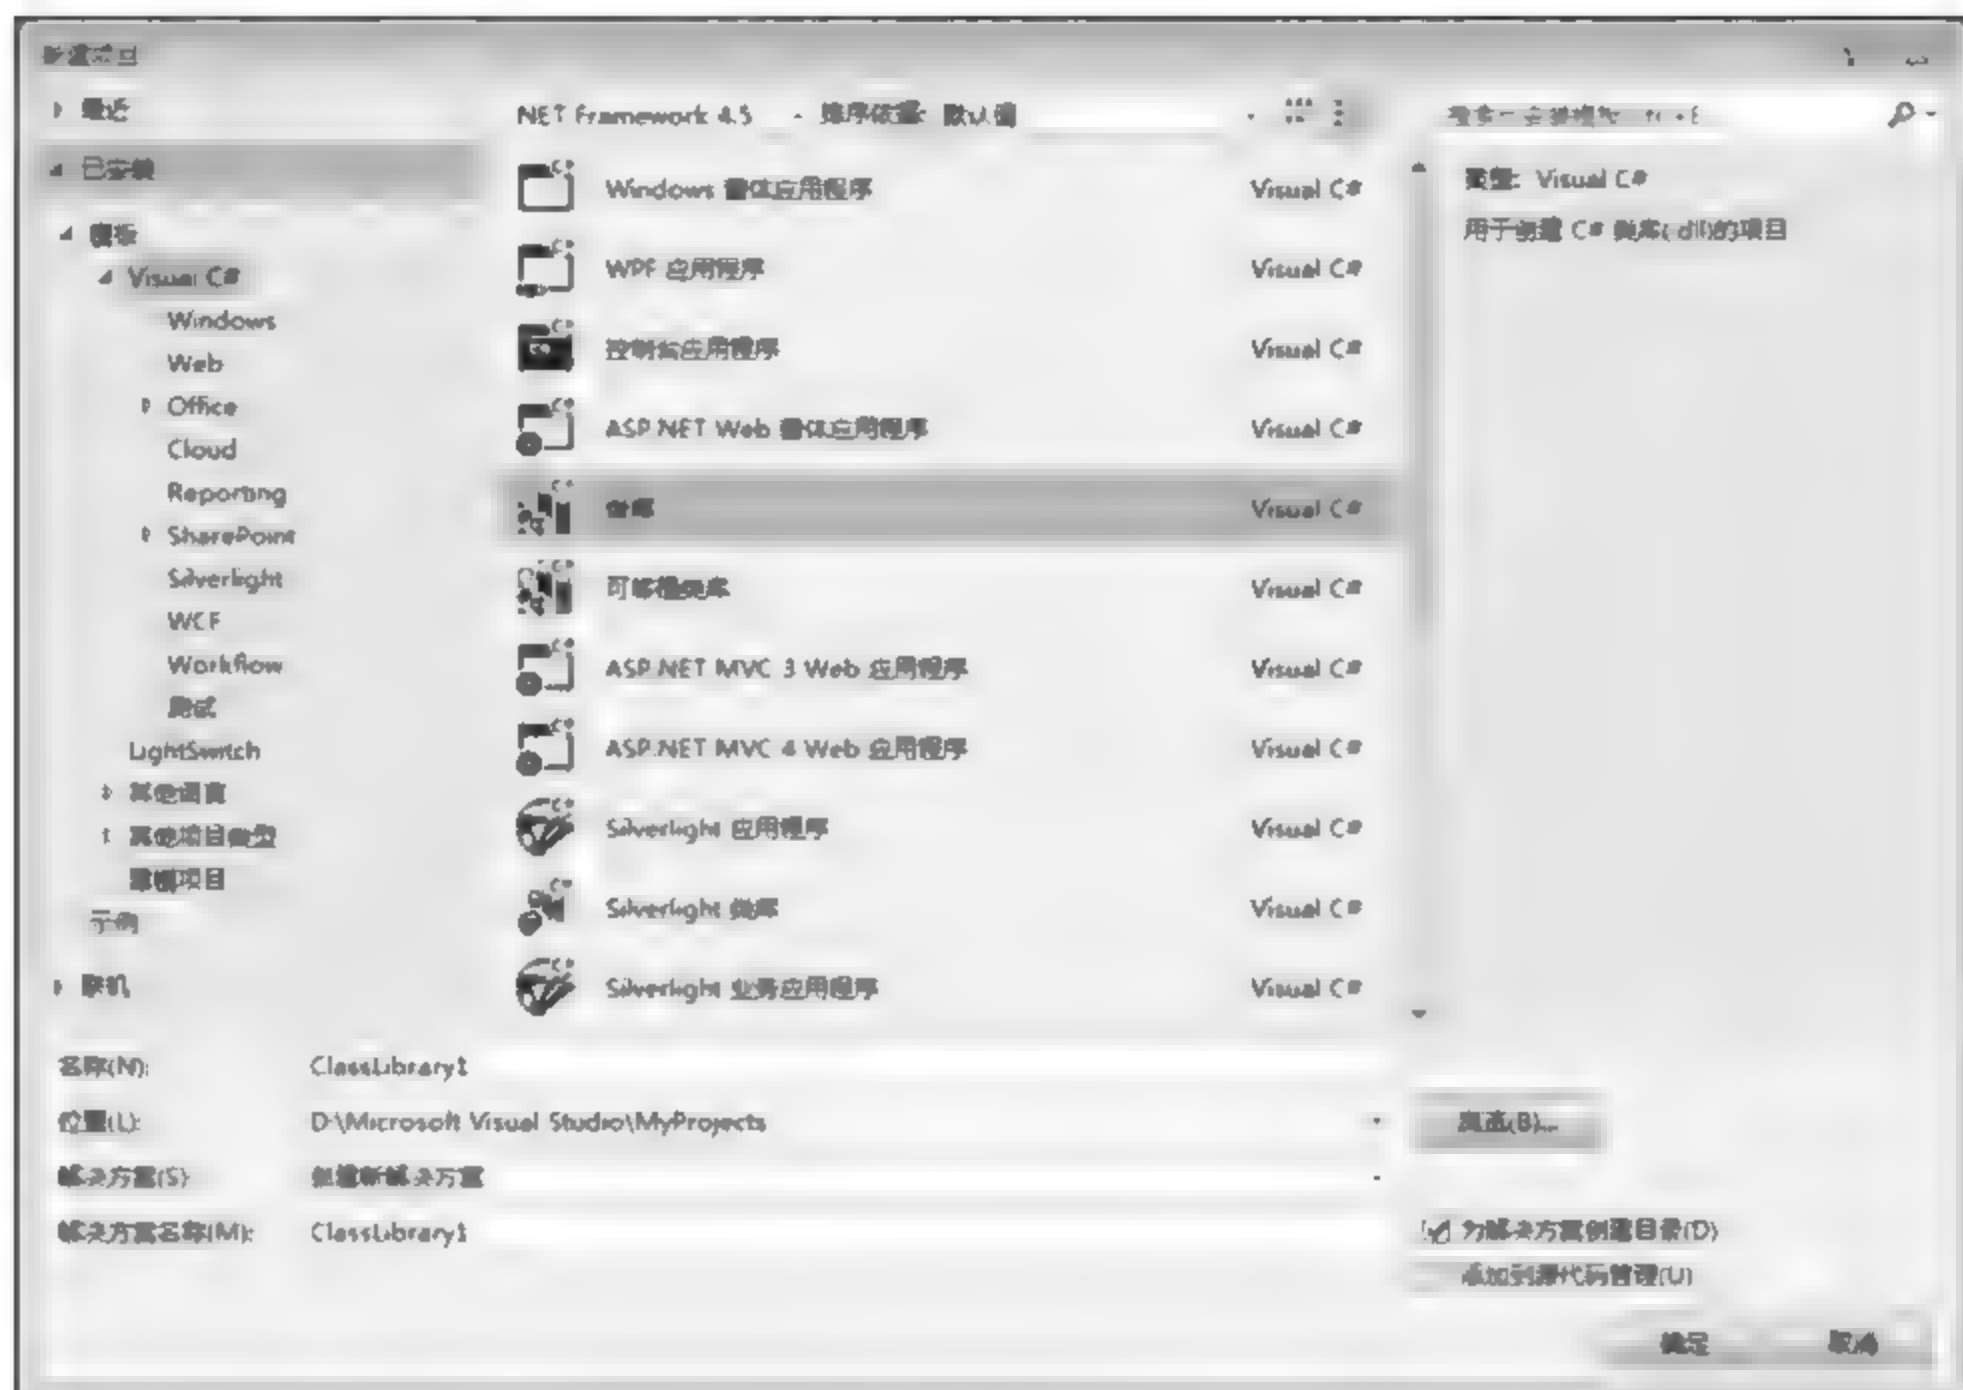 新建项目
最近
已安装
模板
Visual C#
Windows
Web
Office
Cloud
Reporting
SharePoint
Silverlight
WCF
Workflow
测试
LightSwitch
其他语言
其他项目类型
建模项目
示例
联机
.NET Framework 4.5 排序依据: 默认值
Windows 窗体应用程序 Visual C#
WPF 应用程序 Visual C#
控制台应用程序 Visual C#
ASP.NET Web 窗体应用程序 Visual C#
类库 Visual C#
可移植类库 Visual C#
ASP.NET MVC 3 Web 应用程序 Visual C#
ASP.NET MVC 4 Web 应用程序 Visual C#
Silverlight 应用程序 Visual C#
Silverlight 类库 Visual C#
Silverlight 业务应用程序 Visual C#
类型: Visual C#
用于创建 C# 类库(.dll)的项目
名称(N): ClassLibrary1
位置(L): D:\Microsoft Visual Studio\MyProjects
浏览(B)...
解决方案(S): 创建新解决方案
解决方案名称(M): ClassLibrary1
为解决方案创建目录(D)
添加到源代码管理(U)
确定 取消